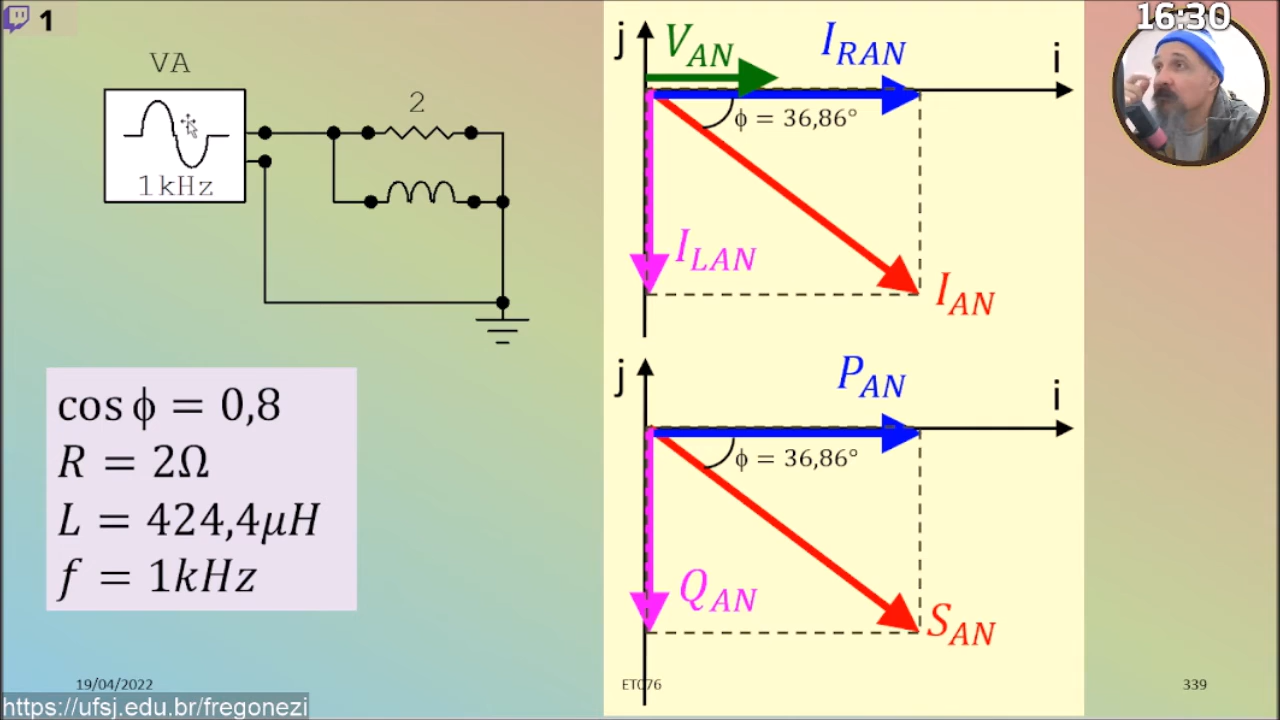 1
16:30
VA
1kHz
2
cos ϕ = 0,8
R = 2Ω
L = 424,4μH
f = 1kHz
j
V_AN
I_RAN
i
ϕ = 36,86°
I_LAN
I_AN
j
P_AN
i
ϕ = 36,86°
Q_AN
S_AN
19/04/2022
ET076
339
https://ufsj.edu.br/fregonezi